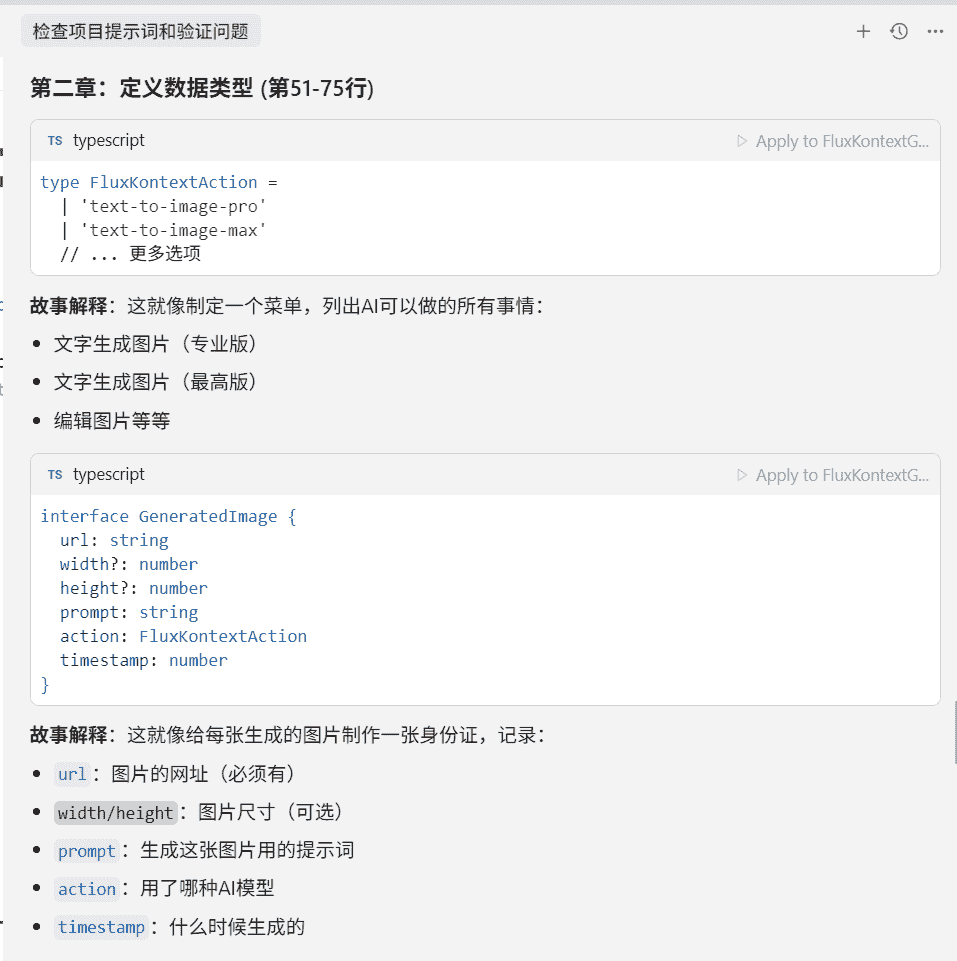 检查项目提示词和验证问题
第二章：定义数据类型 (第51-75行)
TS typescript
Apply to FluxKontextG...
type FluxKontextAction =
| 'text-to-image-pro'
| 'text-to-image-max'
// ... 更多选项
故事解释：这就像制定一个菜单，列出AI可以做的所有事情：
• 文字生成图片（专业版）
• 文字生成图片（最高版）
• 编辑图片等等
TS typescript
Apply to FluxKontextG...
interface GeneratedImage {
url: string
width?: number
height?: number
prompt: string
action: FluxKontextAction
timestamp: number
}
故事解释：这就像给每张生成的图片制作一张身份证，记录：
• url：图片的网址（必须有）
• width/height：图片尺寸（可选）
• prompt：生成这张图片用的提示词
• action：用了哪种AI模型
• timestamp：什么时候生成的